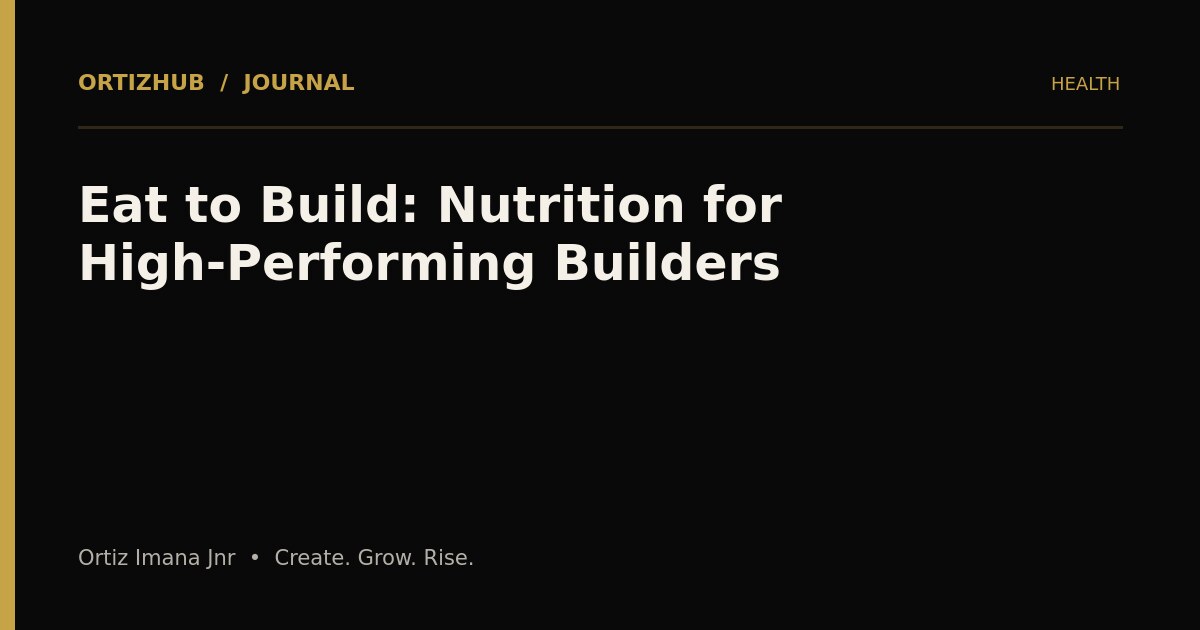 ORTIZHUB / JOURNAL
HEALTH
Eat to Build: Nutrition for
High-Performing Builders
Ortiz Imana Jnr • Create. Grow. Rise.